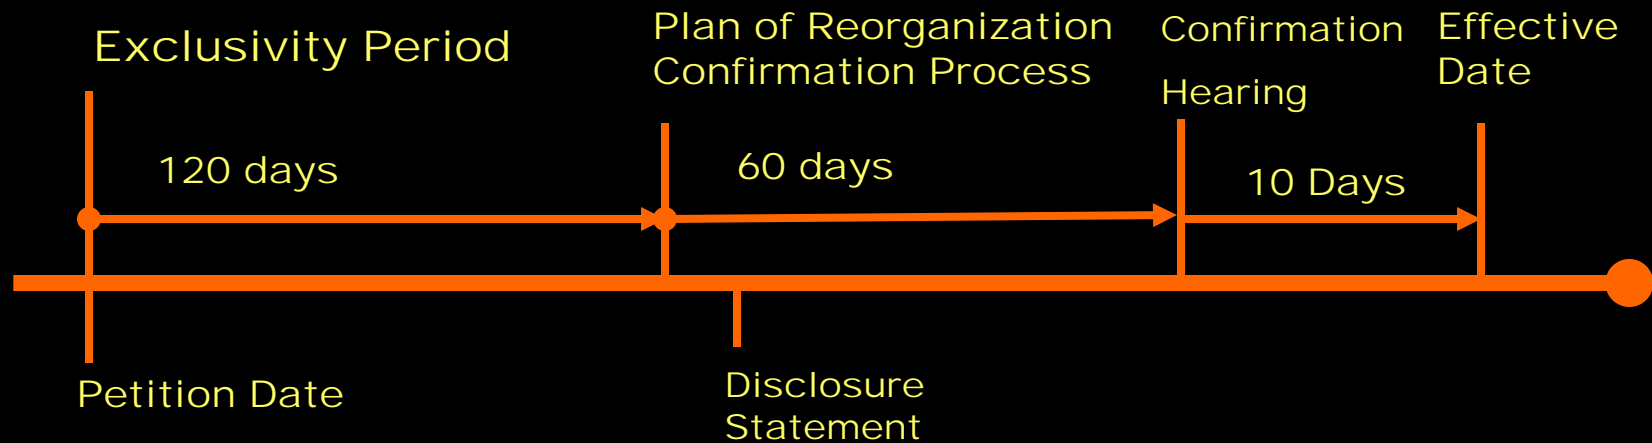 Exclusivity Period
Plan of Reorganization
Confirmation Process
Confirmation
Hearing
Effective
Date
120 days
60 days
10 Days
Petition Date
Disclosure
Statement